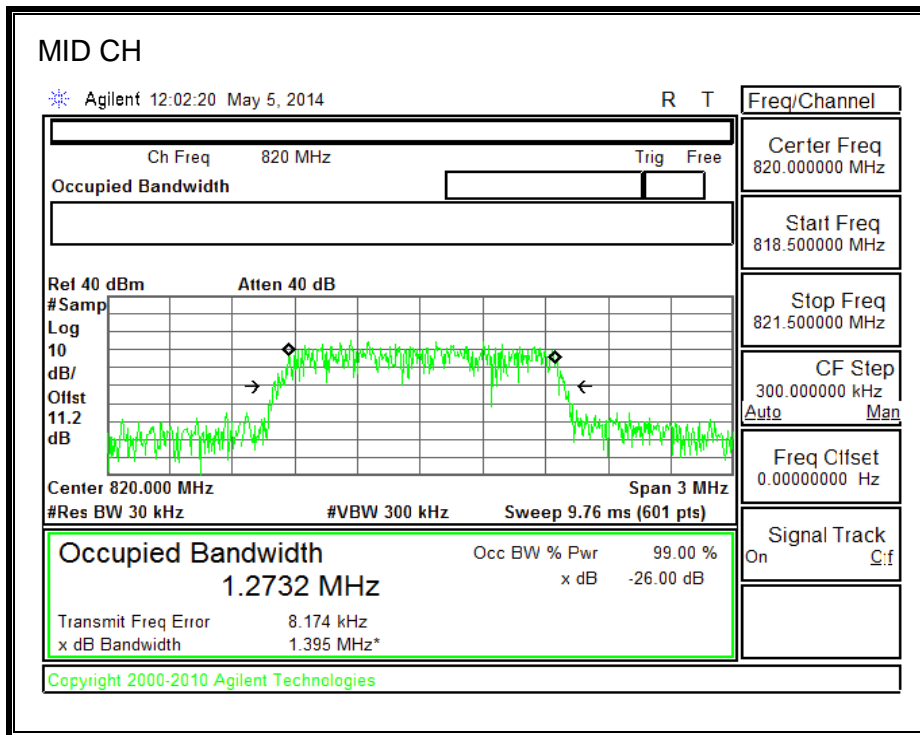 MID CH
Agilent 12:02:20 May 5, 2014 R T
Freq/Channel
Ch Freq 820 MHz Trig Free
Occupied Bandwidth
Center Freq
820.000000 MHz
Start Freq
818.500000 MHz
Stop Freq
821.500000 MHz
CF Step
300.000000 kHz
Auto Man
Freq Offset
0.00000000 Hz
Signal Track
On Off
Ref 40 dBm Atten 40 dB
#Samp
Log
10
dB/
Offst
11.2
dB
Center 820.000 MHz Span 3 MHz
#Res BW 30 kHz #VBW 300 kHz Sweep 9.76 ms (601 pts)
Occupied Bandwidth Occ BW % Pwr 99.00 %
1.2732 MHz x dB -26.00 dB
Transmit Freq Error 8.174 kHz
x dB Bandwidth 1.395 MHz*
Copyright 2000-2010 Agilent Technologies